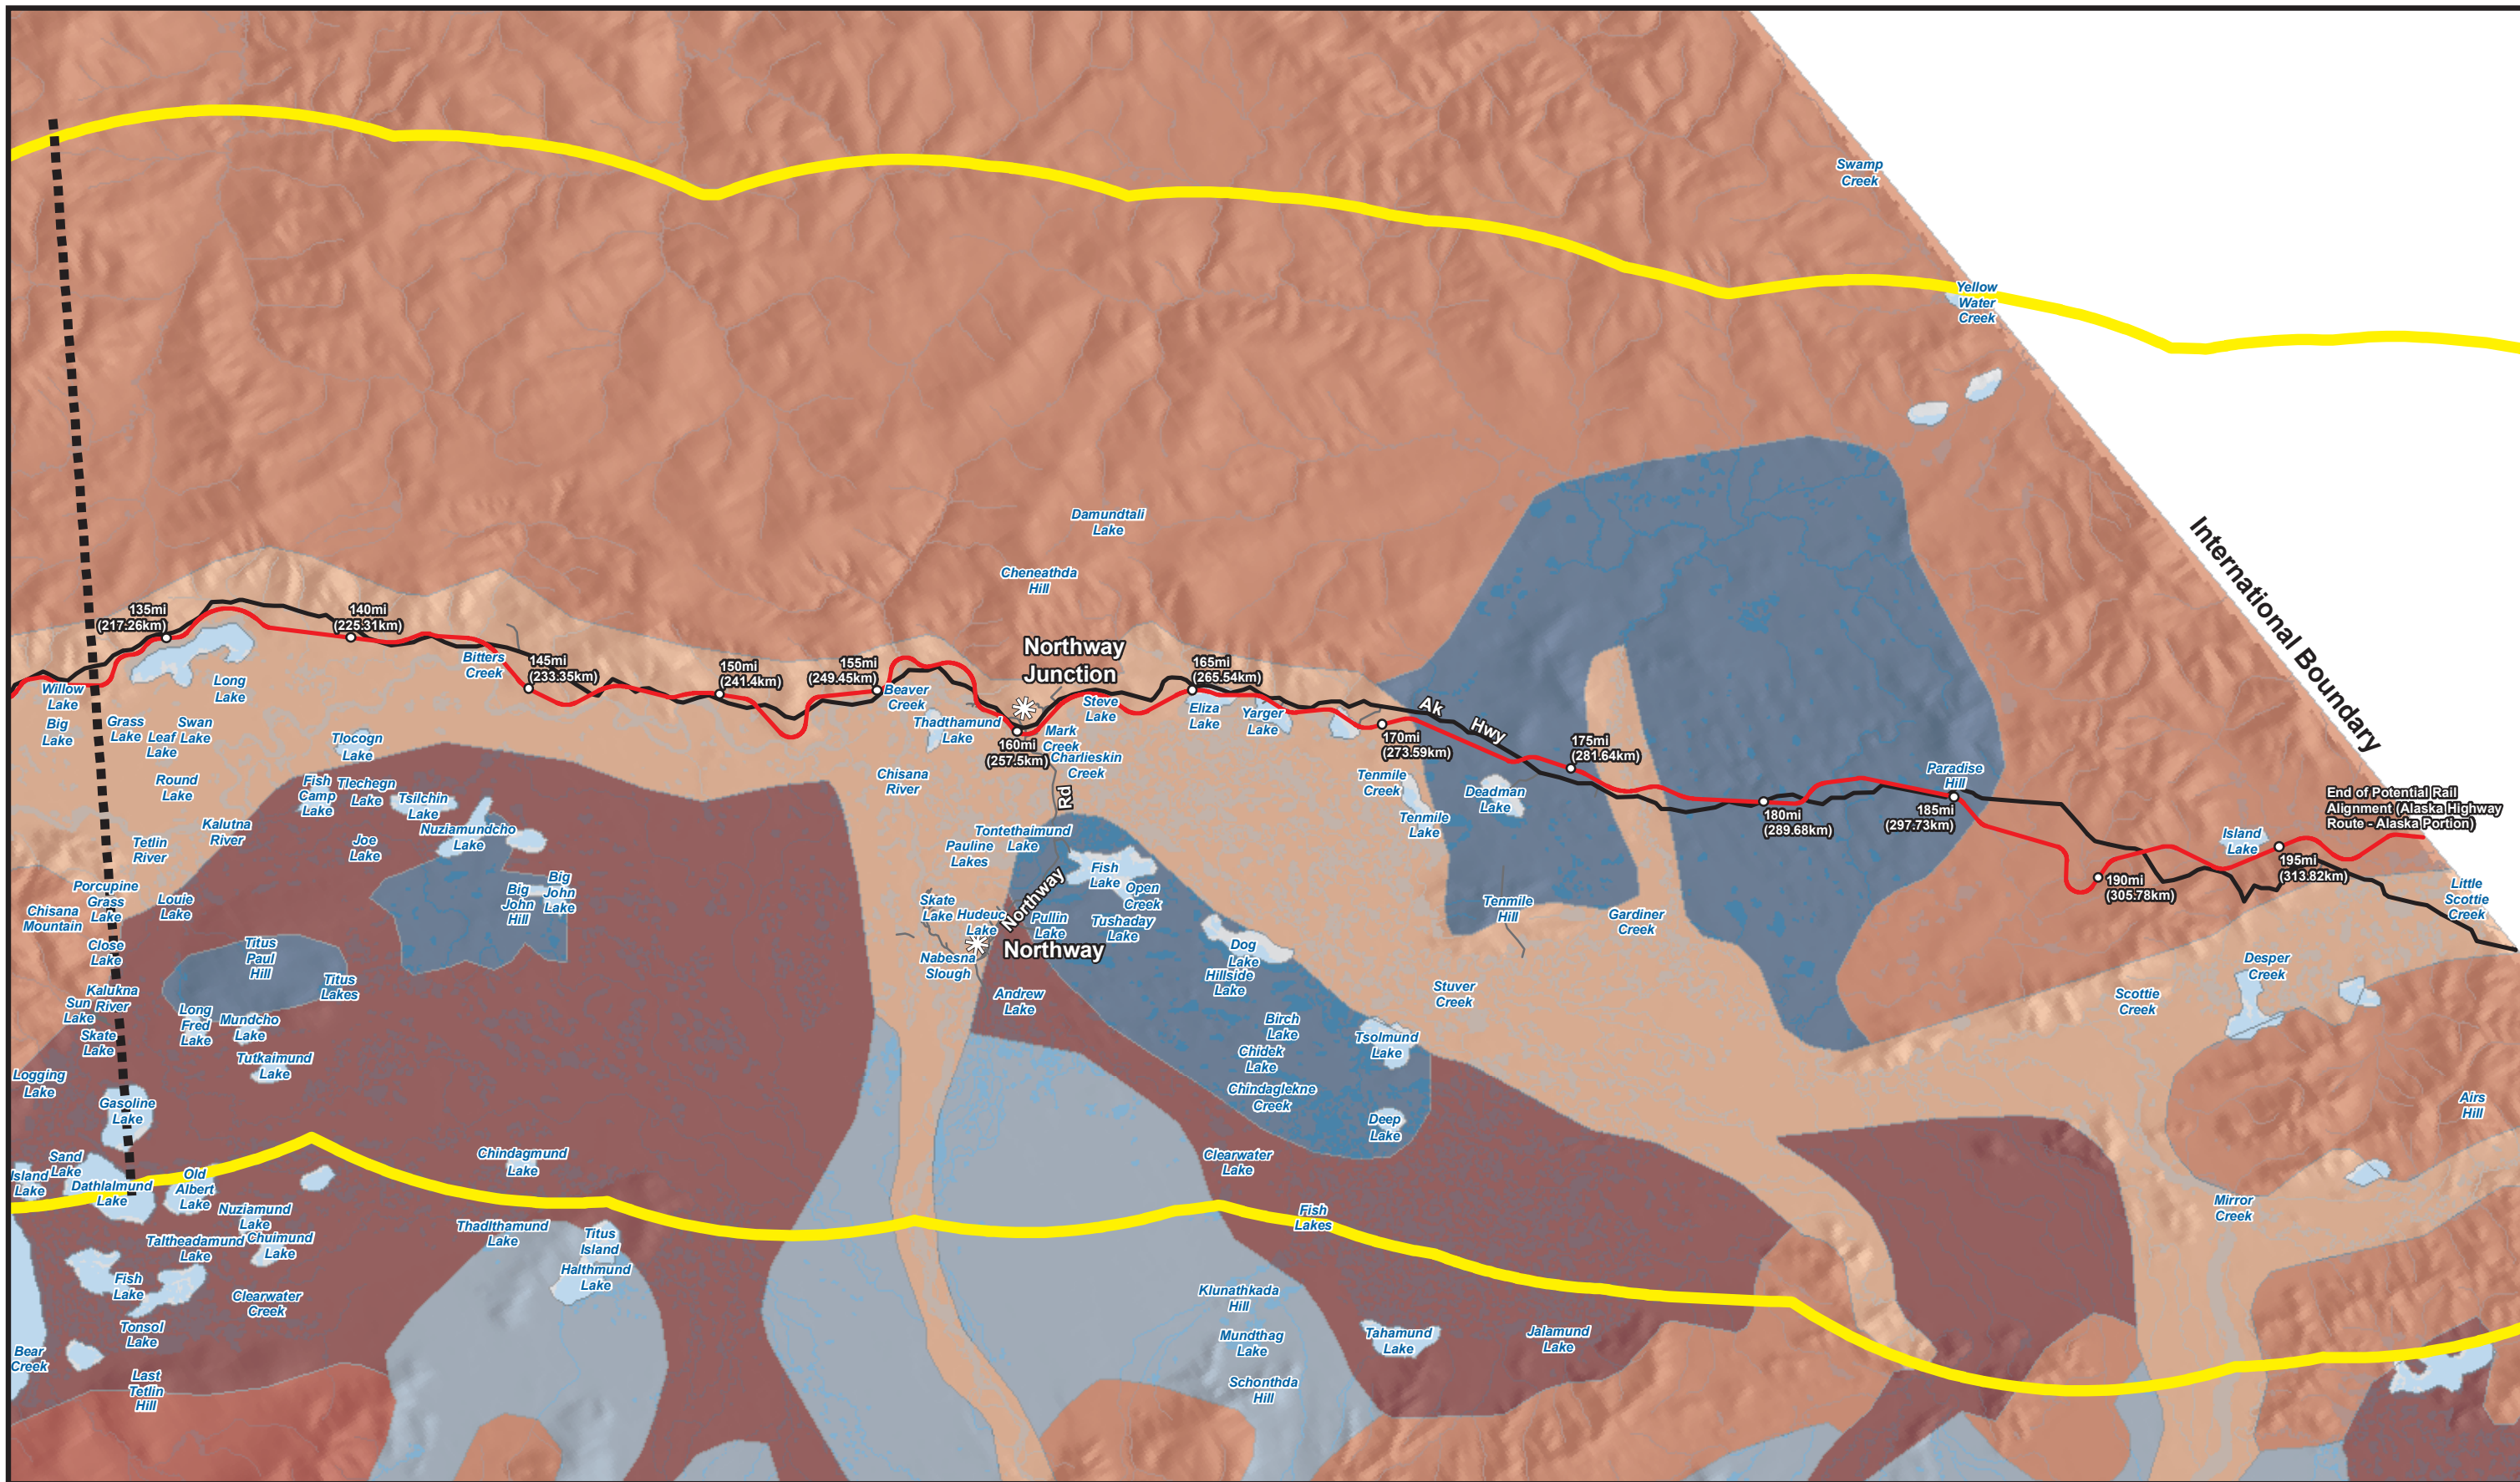 Swamp
Creek
Yellow
Water
Creek
International Boundary
Damundtali
Lake
Cheneathda
Hill
Northway
Junction
135mi
(217.26km)
140mi
(225.31km)
145mi
(233.35km)
150mi
(241.4km)
155mi
(249.45km)
160mi
(257.5km)
165mi
(265.54km)
170mi
(273.59km)
175mi
(281.64km)
180mi
(289.68km)
185mi
(297.73km)
190mi
(305.78km)
195mi
(313.82km)
Ak Hwy
End of Potential Rail
Alignment (Alaska Highway
Route - Alaska Portion)
Willow
Lake
Big
Lake
Long
Lake
Grass
Lake
Leaf
Lake
Swan
Lake
Round
Lake
Tlocogn
Lake
Bitters
Creek
Beaver
Creek
Thadthamund
Lake
Chisana
River
Mark
Creek
Charlieskin
Creek
Steve
Lake
Eliza
Lake
Yarger
Lake
Tenmile
Creek
Tenmile
Lake
Deadman
Lake
Paradise
Hill
Island
Lake
Little
Scottie
Creek
Fish
Camp
Lake
Tlechegn
Lake
Tsilchin
Lake
Nuziamundcho
Lake
Joe
Lake
Kalutna
River
Tetlin
River
Porcupine
Grass
Lake
Chisana
Mountain
Louie
Lake
Close
Lake
Big
John
Hill
Big
John
Lake
Titus
Paul
Hill
Titus
Lakes
Kalukna
River
Sun
Lake
Skate
Lake
Long
Fred
Lake
Mundcho
Lake
Tutkaimund
Lake
Logging
Lake
Gasoline
Lake
Rd
Northway
Tontethaimund
Lake
Pauline
Lakes
Fish
Lake
Open
Creek
Skate
Lake
Hudeuc
Lake
Pullin
Lake
Tushaday
Lake
Northway
Nabesna
Slough
Andrew
Lake
Dog
Lake
Hillside
Lake
Birch
Lake
Chidek
Lake
Chindaglekne
Creek
Tsolmund
Lake
Deep
Lake
Stuver
Creek
Tenmile
Hill
Gardiner
Creek
Scottie
Creek
Desper
Creek
Airs
Hill
Mirror
Creek
Sand
Lake
Island
Lake
Dathlalmund
Lake
Old
Albert
Lake
Nuziamund
Lake
Taltheadamund
Lake
Chuimund
Lake
Fish
Lake
Clearwater
Creek
Tonsol
Lake
Bear
Creek
Last
Tetlin
Hill
Chindagmund
Lake
Thadlthamund
Lake
Titus
Island
Halthmund
Lake
Clearwater
Lake
Fish
Lakes
Klunathkada
Hill
Mundthag
Lake
Schonthda
Hill
Tahamund
Lake
Jalamund
Lake